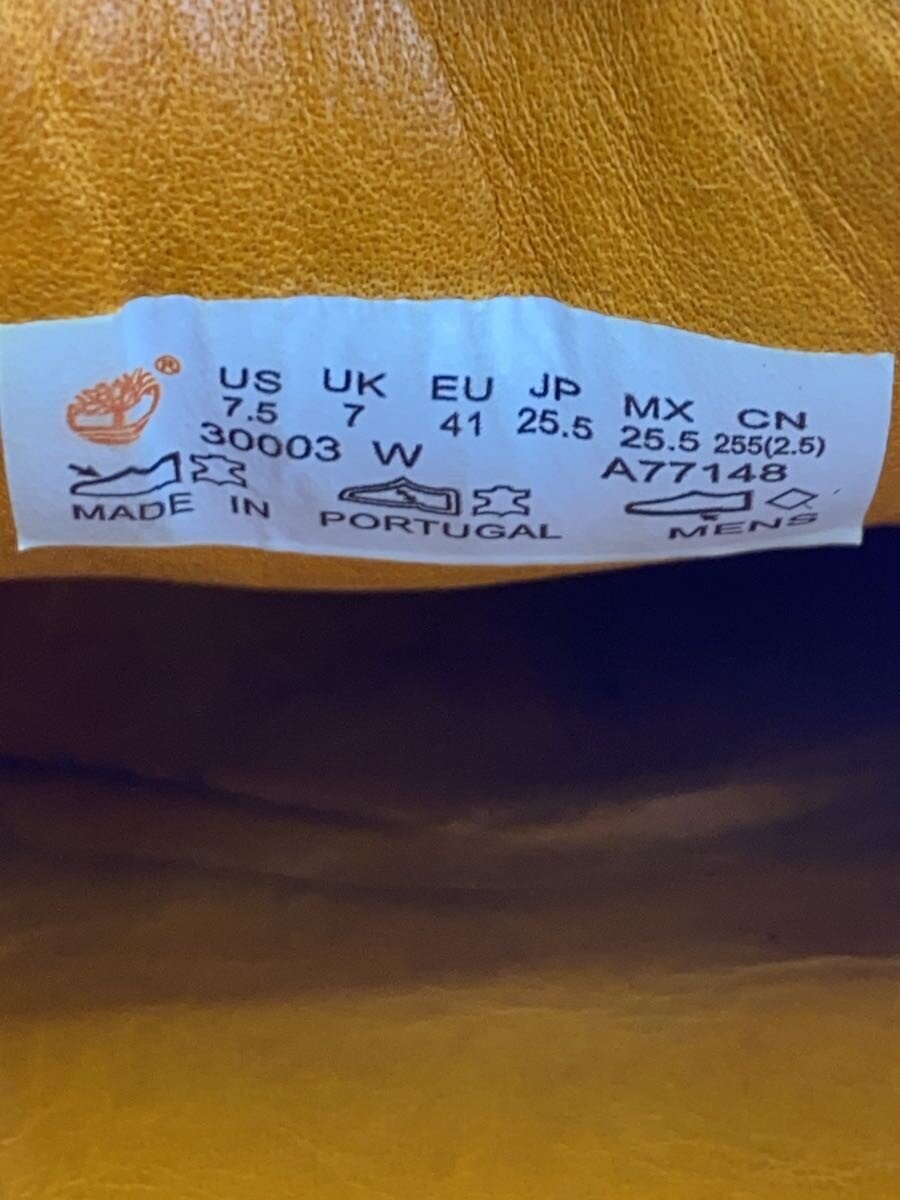 ®
US UK EU JP MX CN
7.5 7 41 25.5 25.5 255(2.5)
30003 W A77148
MADE IN PORTUGAL MENS